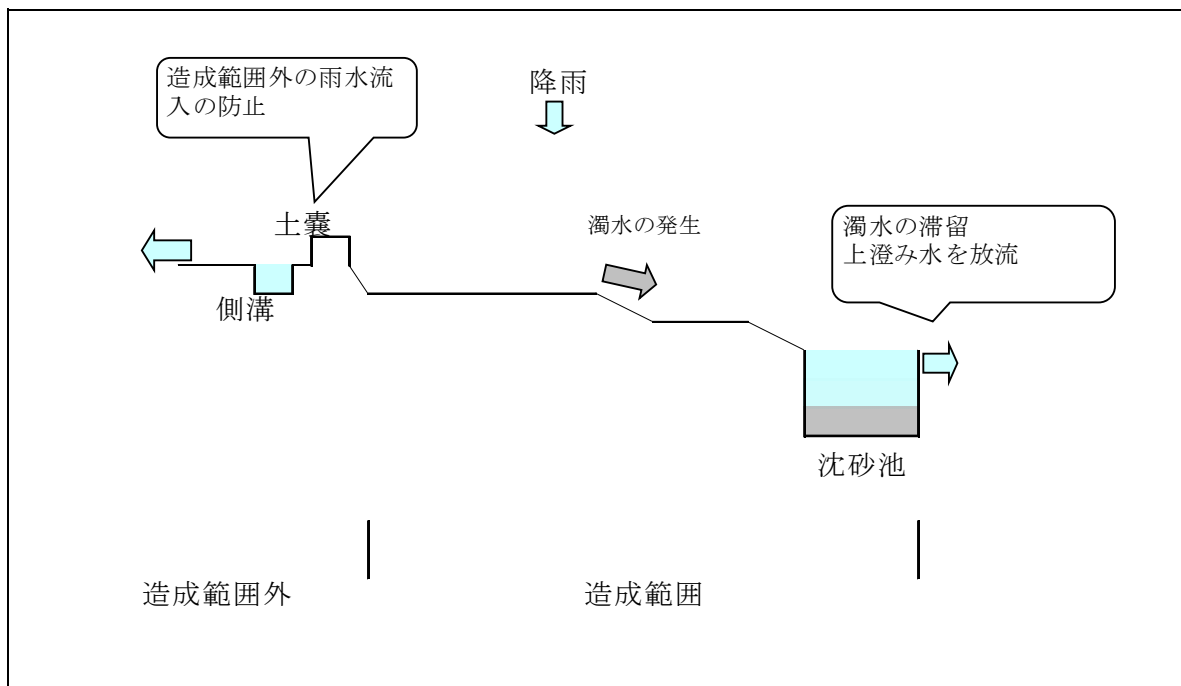 造成範囲外の雨水流
入の防止
降雨
土嚢
濁水の発生
濁水の滞留
上澄み水を放流
側溝
沈砂池
造成範囲外
造成範囲